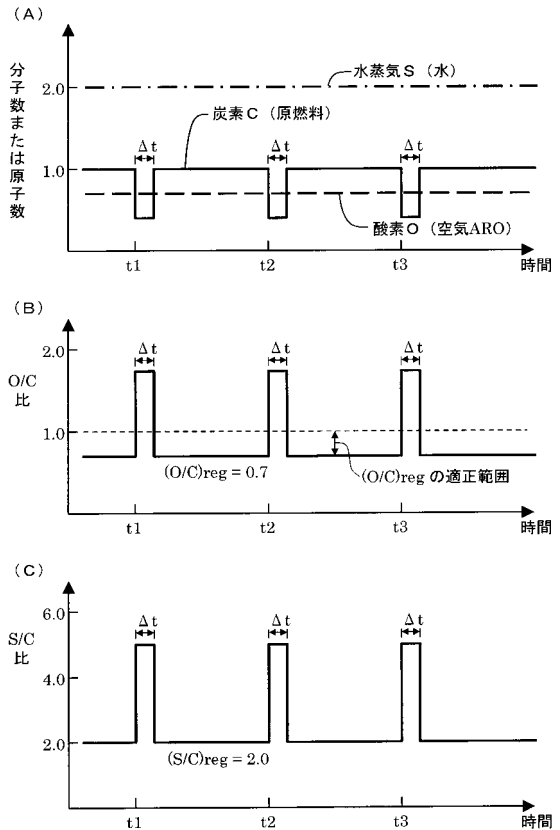 (A)
分子数または原子数
2.0
1.0
水蒸気S (水)
炭素C (原燃料)
Δt
Δt
Δt
酸素O (空気ARO)
t1
t2
t3
時間
(B)
O/C
比
2.0
1.0
Δt
Δt
Δt
(O/C)reg = 0.7
(O/C)regの適正範囲
t1
t2
t3
時間
(C)
S/C
比
6.0
4.0
2.0
Δt
Δt
Δt
(S/C)reg = 2.0
t1
t2
t3
時間